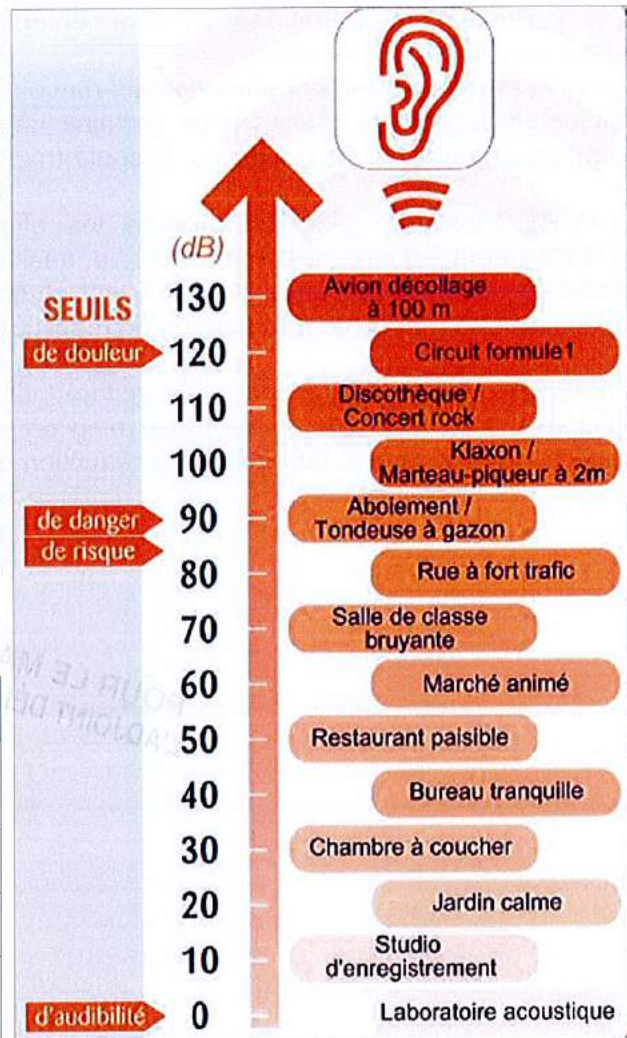 (dB)
SEUILS
130
Avion décollage
à 100 m
de douleur
120
Circuit formule1
110
Discothèque /
Concert rock
100
Klaxon /
Marteau-piqueur à 2m
de danger
90
Aboiement /
Tondeuse à gazon
de risque
80
Rue à fort trafic
70
Salle de classe
bruyante
60
Marché animé
50
Restaurant paisible
40
Bureau tranquille
30
Chambre à coucher
20
Jardin calme
10
Studio
d'enregistrement
d'audibilité
0
Laboratoire acoustique
POUR LE